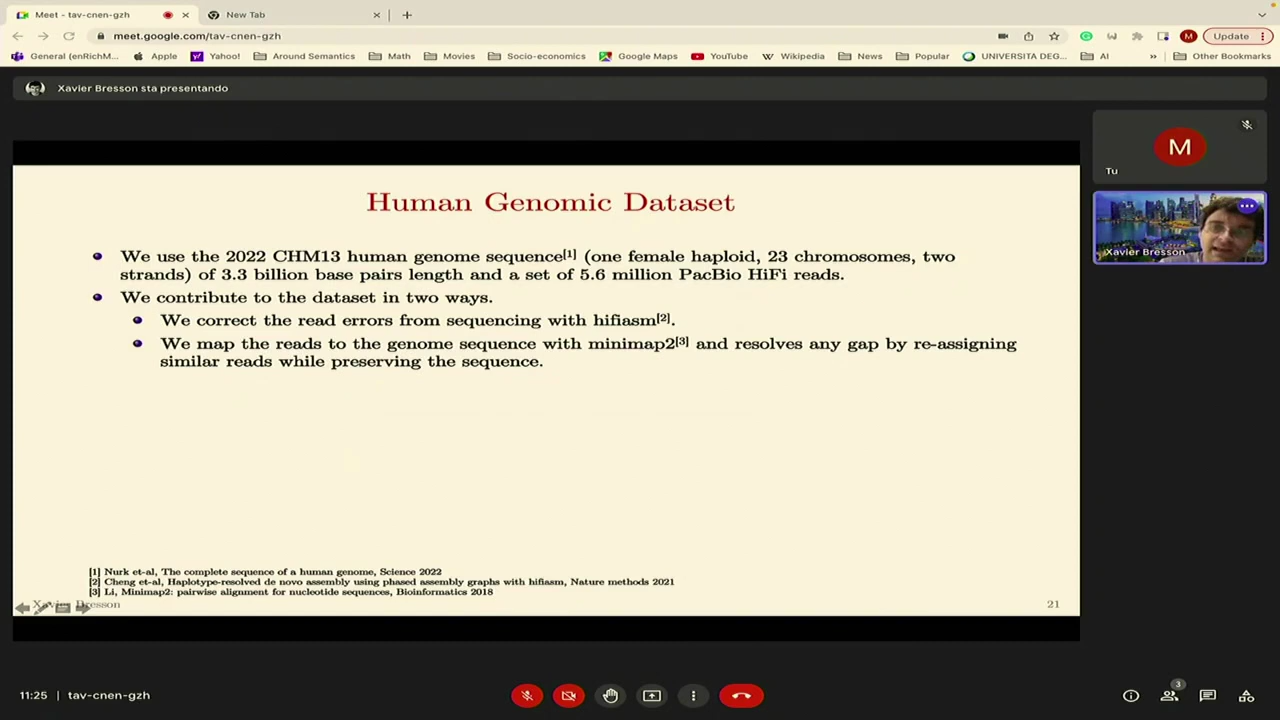 Meet - tav-cnen-gzh
New Tab
meet.google.com/tav-cnen-gzh
M
Update
General (enRichM...
Apple
Yahoo!
Around Semantics
Math
Movies
Socio-economics
Google Maps
YouTube
Wikipedia
News
Popular
UNIVERSITA DEG...
AI
»
Other Bookmarks
Xavier Bresson sta presentando
M
Tu
Xavier Bresson
Human Genomic Dataset
We use the 2022 CHM13 human genome sequence[1] (one female haploid, 23 chromosomes, two
strands) of 3.3 billion base pairs length and a set of 5.6 million PacBio HiFi reads.
We contribute to the dataset in two ways.
We correct the read errors from sequencing with hifiasm[2].
We map the reads to the genome sequence with minimap2[3] and resolves any gap by re-assigning
similar reads while preserving the sequence.
[1] Nurk et-al, The complete sequence of a human genome, Science 2022
[2] Cheng et-al, Haplotype-resolved de novo assembly using phased assembly graphs with hifiasm, Nature methods 2021
[3] Li, Minimap2: pairwise alignment for nucleotide sequences, Bioinformatics 2018
Xavier Bresson
21
11:25 | tav-cnen-gzh
3